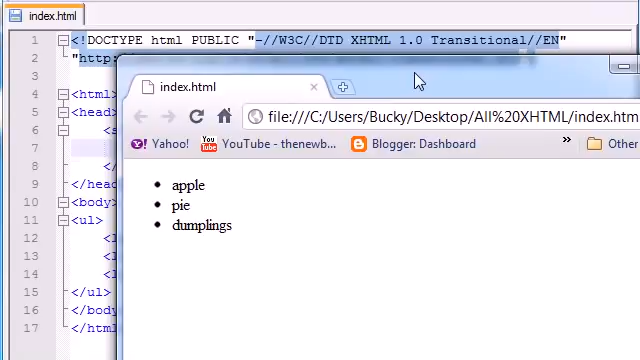 index.html
1 <!DOCTYPE html PUBLIC "-//W3C//DTD XHTML 1.0 Transitional//EN"
2 "http:
3
4 <html>
5 <head>
6 <s
7
8 </
9 </head
10 <body>
11 <ul>
12 <l
13 <l
14 <l
15 </ul>
16 </body
17 </html
index.html
file:///C:/Users/Bucky/Desktop/All%20XHTML/index.htm
Yahoo! YouTube - thenewb... Blogger: Dashboard » Other
• apple
• pie
• dumplings